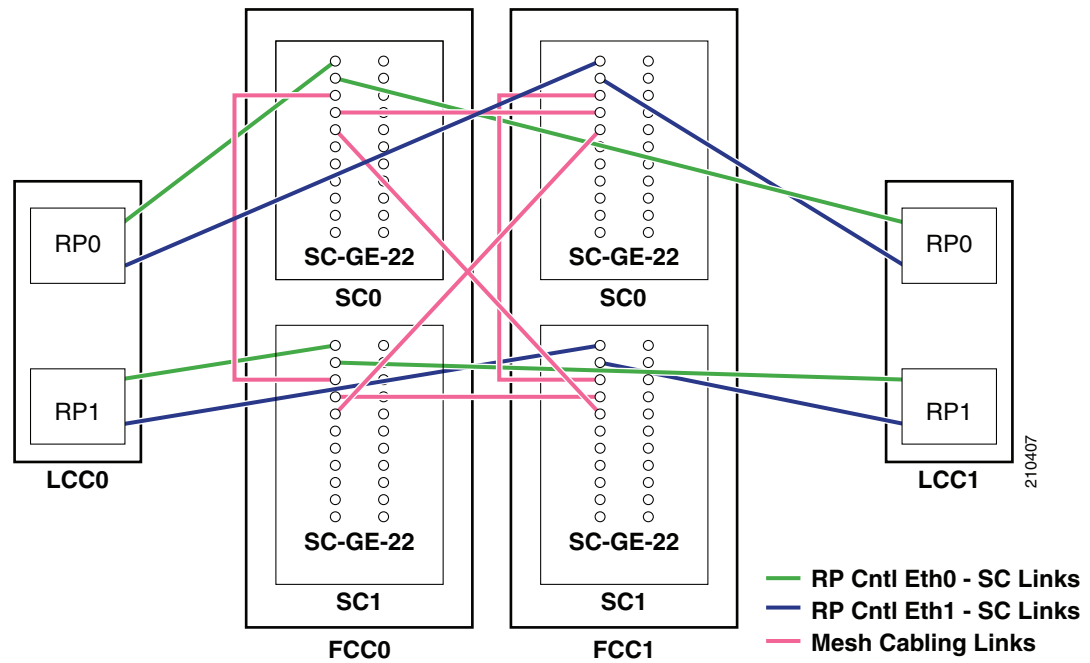 SC-GE-22
SC-GE-22
SC0
SC0
RP0
RP0
RP1
RP1
LCC0
LCC1
210407
SC-GE-22
SC-GE-22
SC1
SC1
FCC0
FCC1
RP Cntl Eth0 - SC Links
RP Cntl Eth1 - SC Links
Mesh Cabling Links